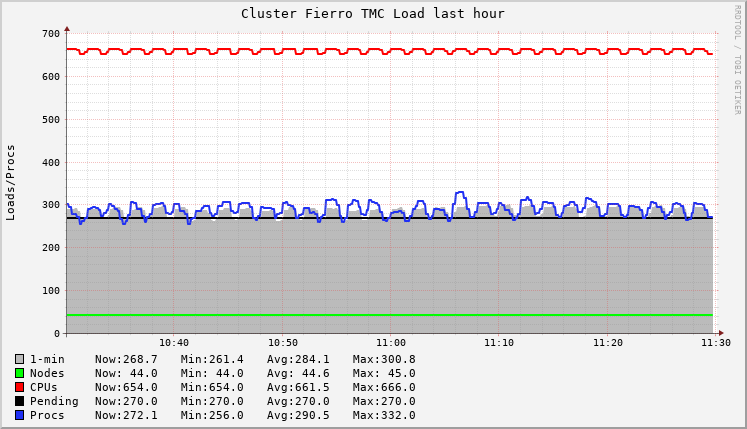 Cluster Fierro TMC Load last hour
RRDTOOL / TOBI OETIKER
Loads/Procs
700
600
500
400
300
200
100
0
10:40 10:50 11:00 11:10 11:20 11:30
1-min Now:268.7 Min:261.4 Avg:284.1 Max:300.8
Nodes Now: 44.0 Min: 44.0 Avg: 44.6 Max: 45.0
CPUs Now:654.0 Min:654.0 Avg:661.5 Max:666.0
Pending Now:270.0 Min:270.0 Avg:270.0 Max:270.0
Procs Now:272.1 Min:256.0 Avg:290.5 Max:332.0